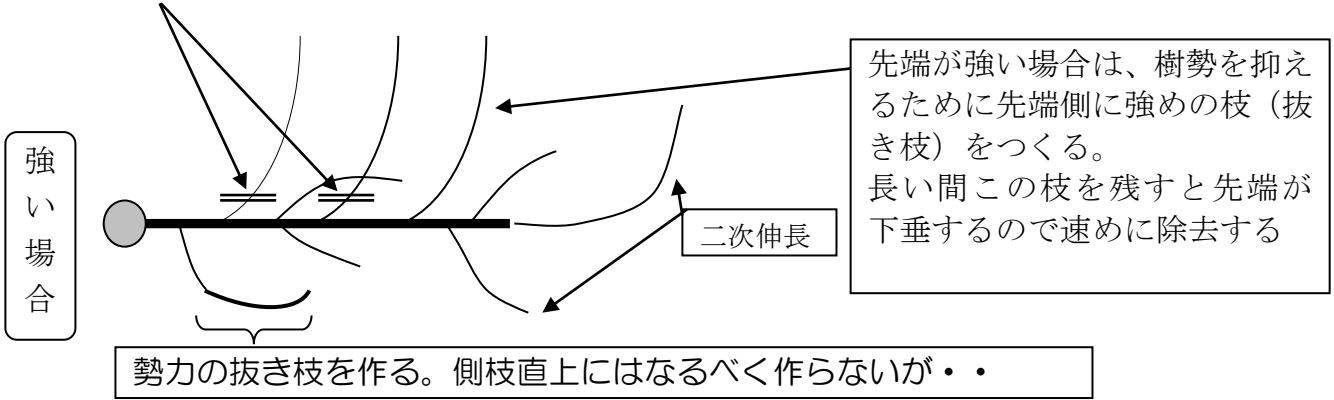 先端が強い場合は、樹勢を抑え
るために先端側に強めの枝（抜
き枝）をつくる。
長い間この枝を残すと先端が
下垂するので速めに除去する
強い場合
二次伸長
勢力の抜き枝を作る。側枝直上にはなるべく作らないが・・